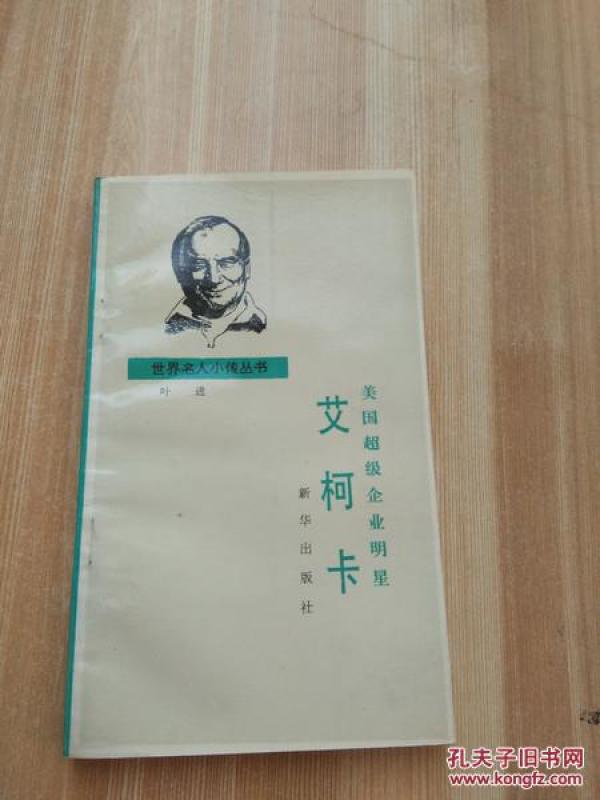 世界名人小传丛书
叶进
美国超级企业明星
艾柯卡
新华出版社
孔夫子旧书网
www.kongfz.com